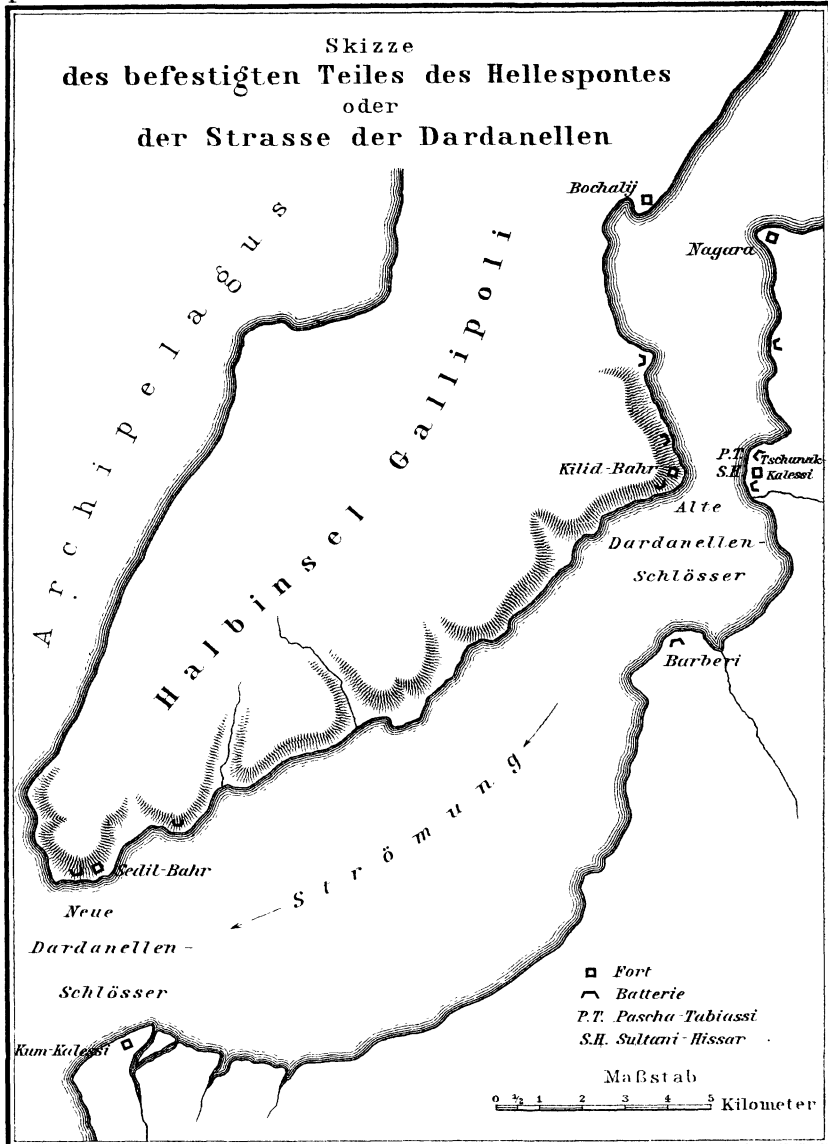 Skizze
des befestigten Teiles des Hellespontes
oder
der Strasse der Dardanellen
Bochalij
Nagara
Archipelagus
Halbinsel Gallipoli
P.T.
Tschanak-
Kilid-Bahr
S.H.
Kalessi
Alte
Dardanellen-
Schlösser
Barberi
Strömung
Sedil-Bahr
Neue
Dardanellen-
Schlösser
Kum-Kalessi
Fort
Batterie
P.T. Pascha-Tabiassi
S.H. Sultani-Hissar
Maßstab
0 ½ 1 2 3 4 5 Kilometer